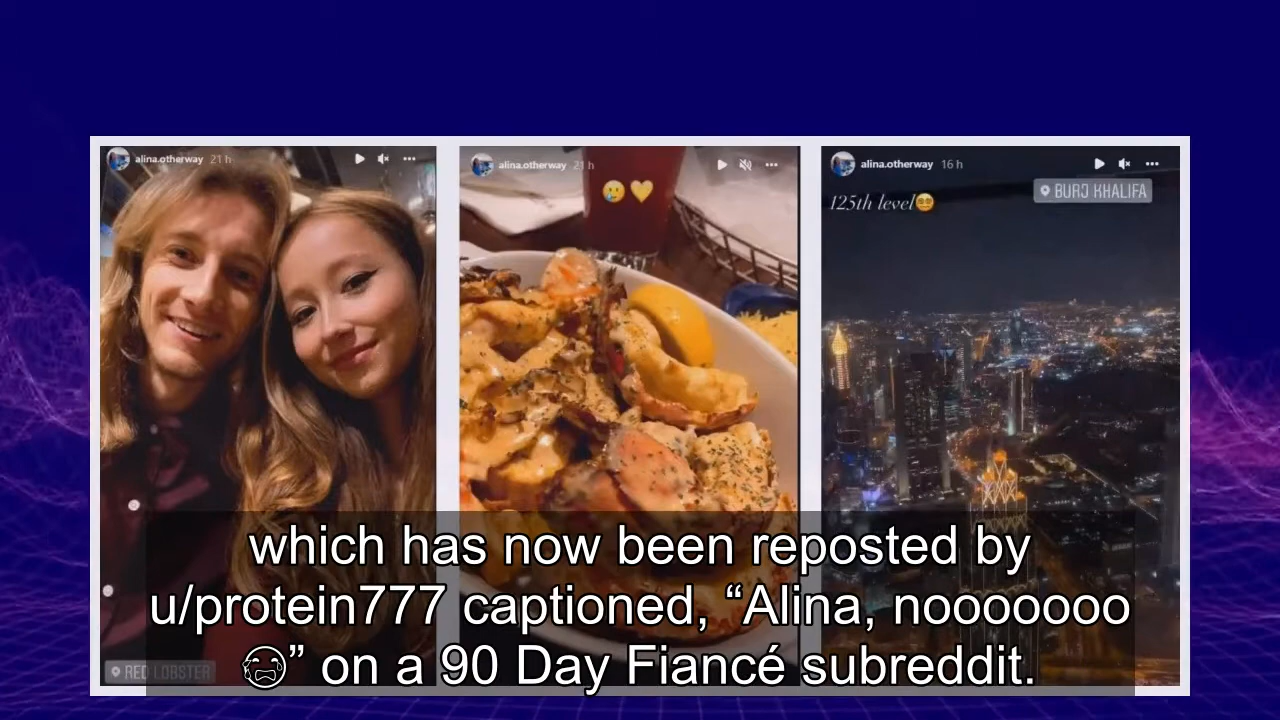 alina.otherway 21 h
alina.otherway 21 h
alina.otherway 16 h
BURJ KHALIFA
125th level😵‍💫
🥲💛
which has now been reposted by
u/protein777 captioned, “Alina, nooooooo
😭” on a 90 Day Fiancé subreddit.
RED LOBSTER